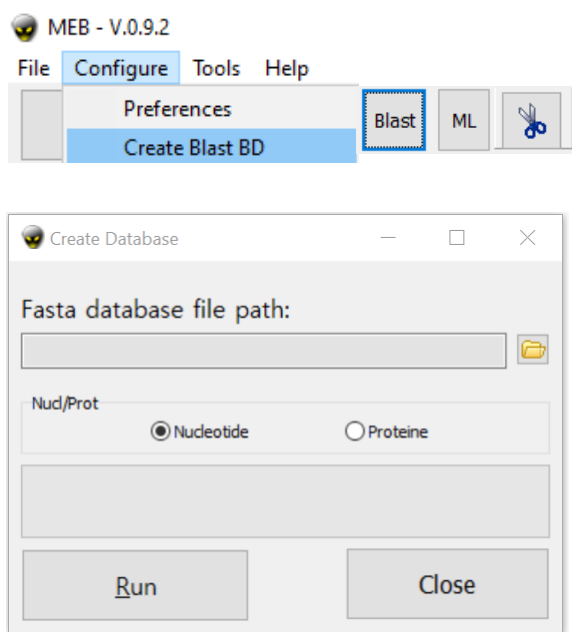 MEB - V.0.9.2
File Configure Tools Help
Preferences
Create Blast BD
Blast
ML
Create Database
Fasta database file path:
Nucl/Prot
Nucleotide Proteine
Run Close